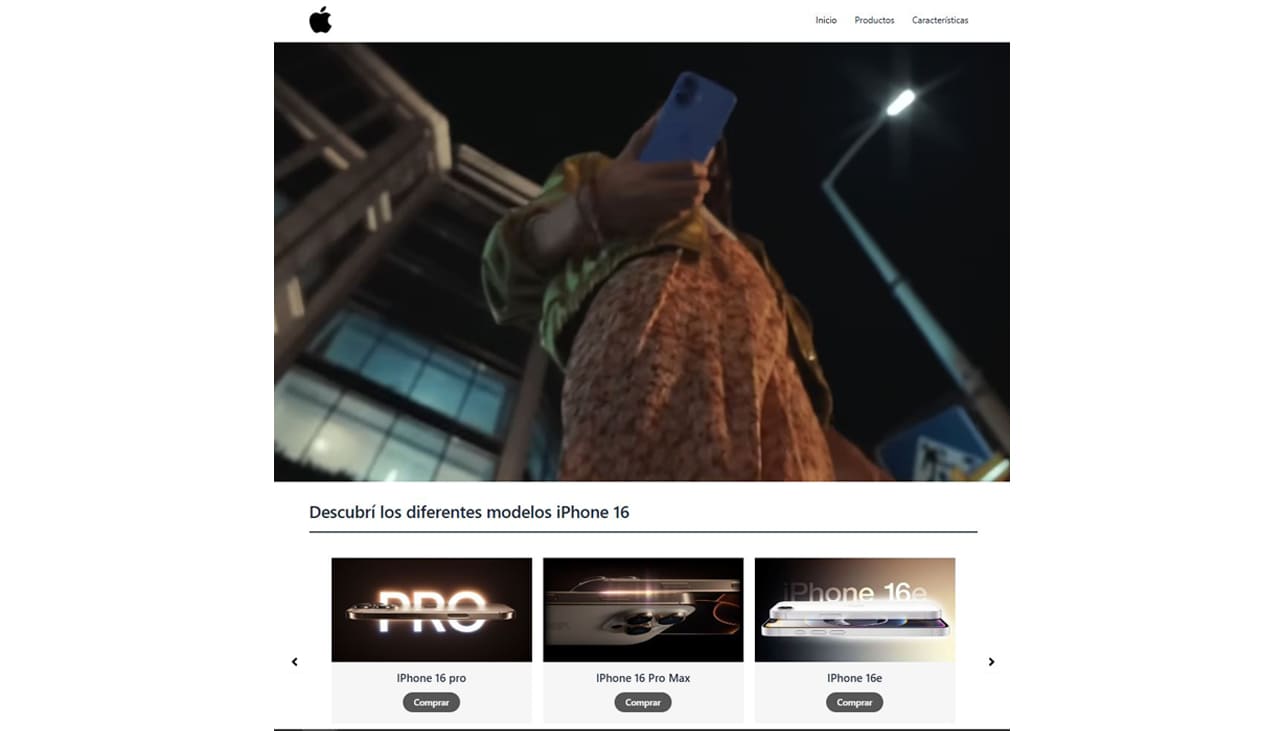 Inicio Productos Características
Descubrí los diferentes modelos iPhone 16
PRO
iPhone 16e
IPhone 16 pro
IPhone 16 Pro Max
IPhone 16e
Comprar
Comprar
Comprar